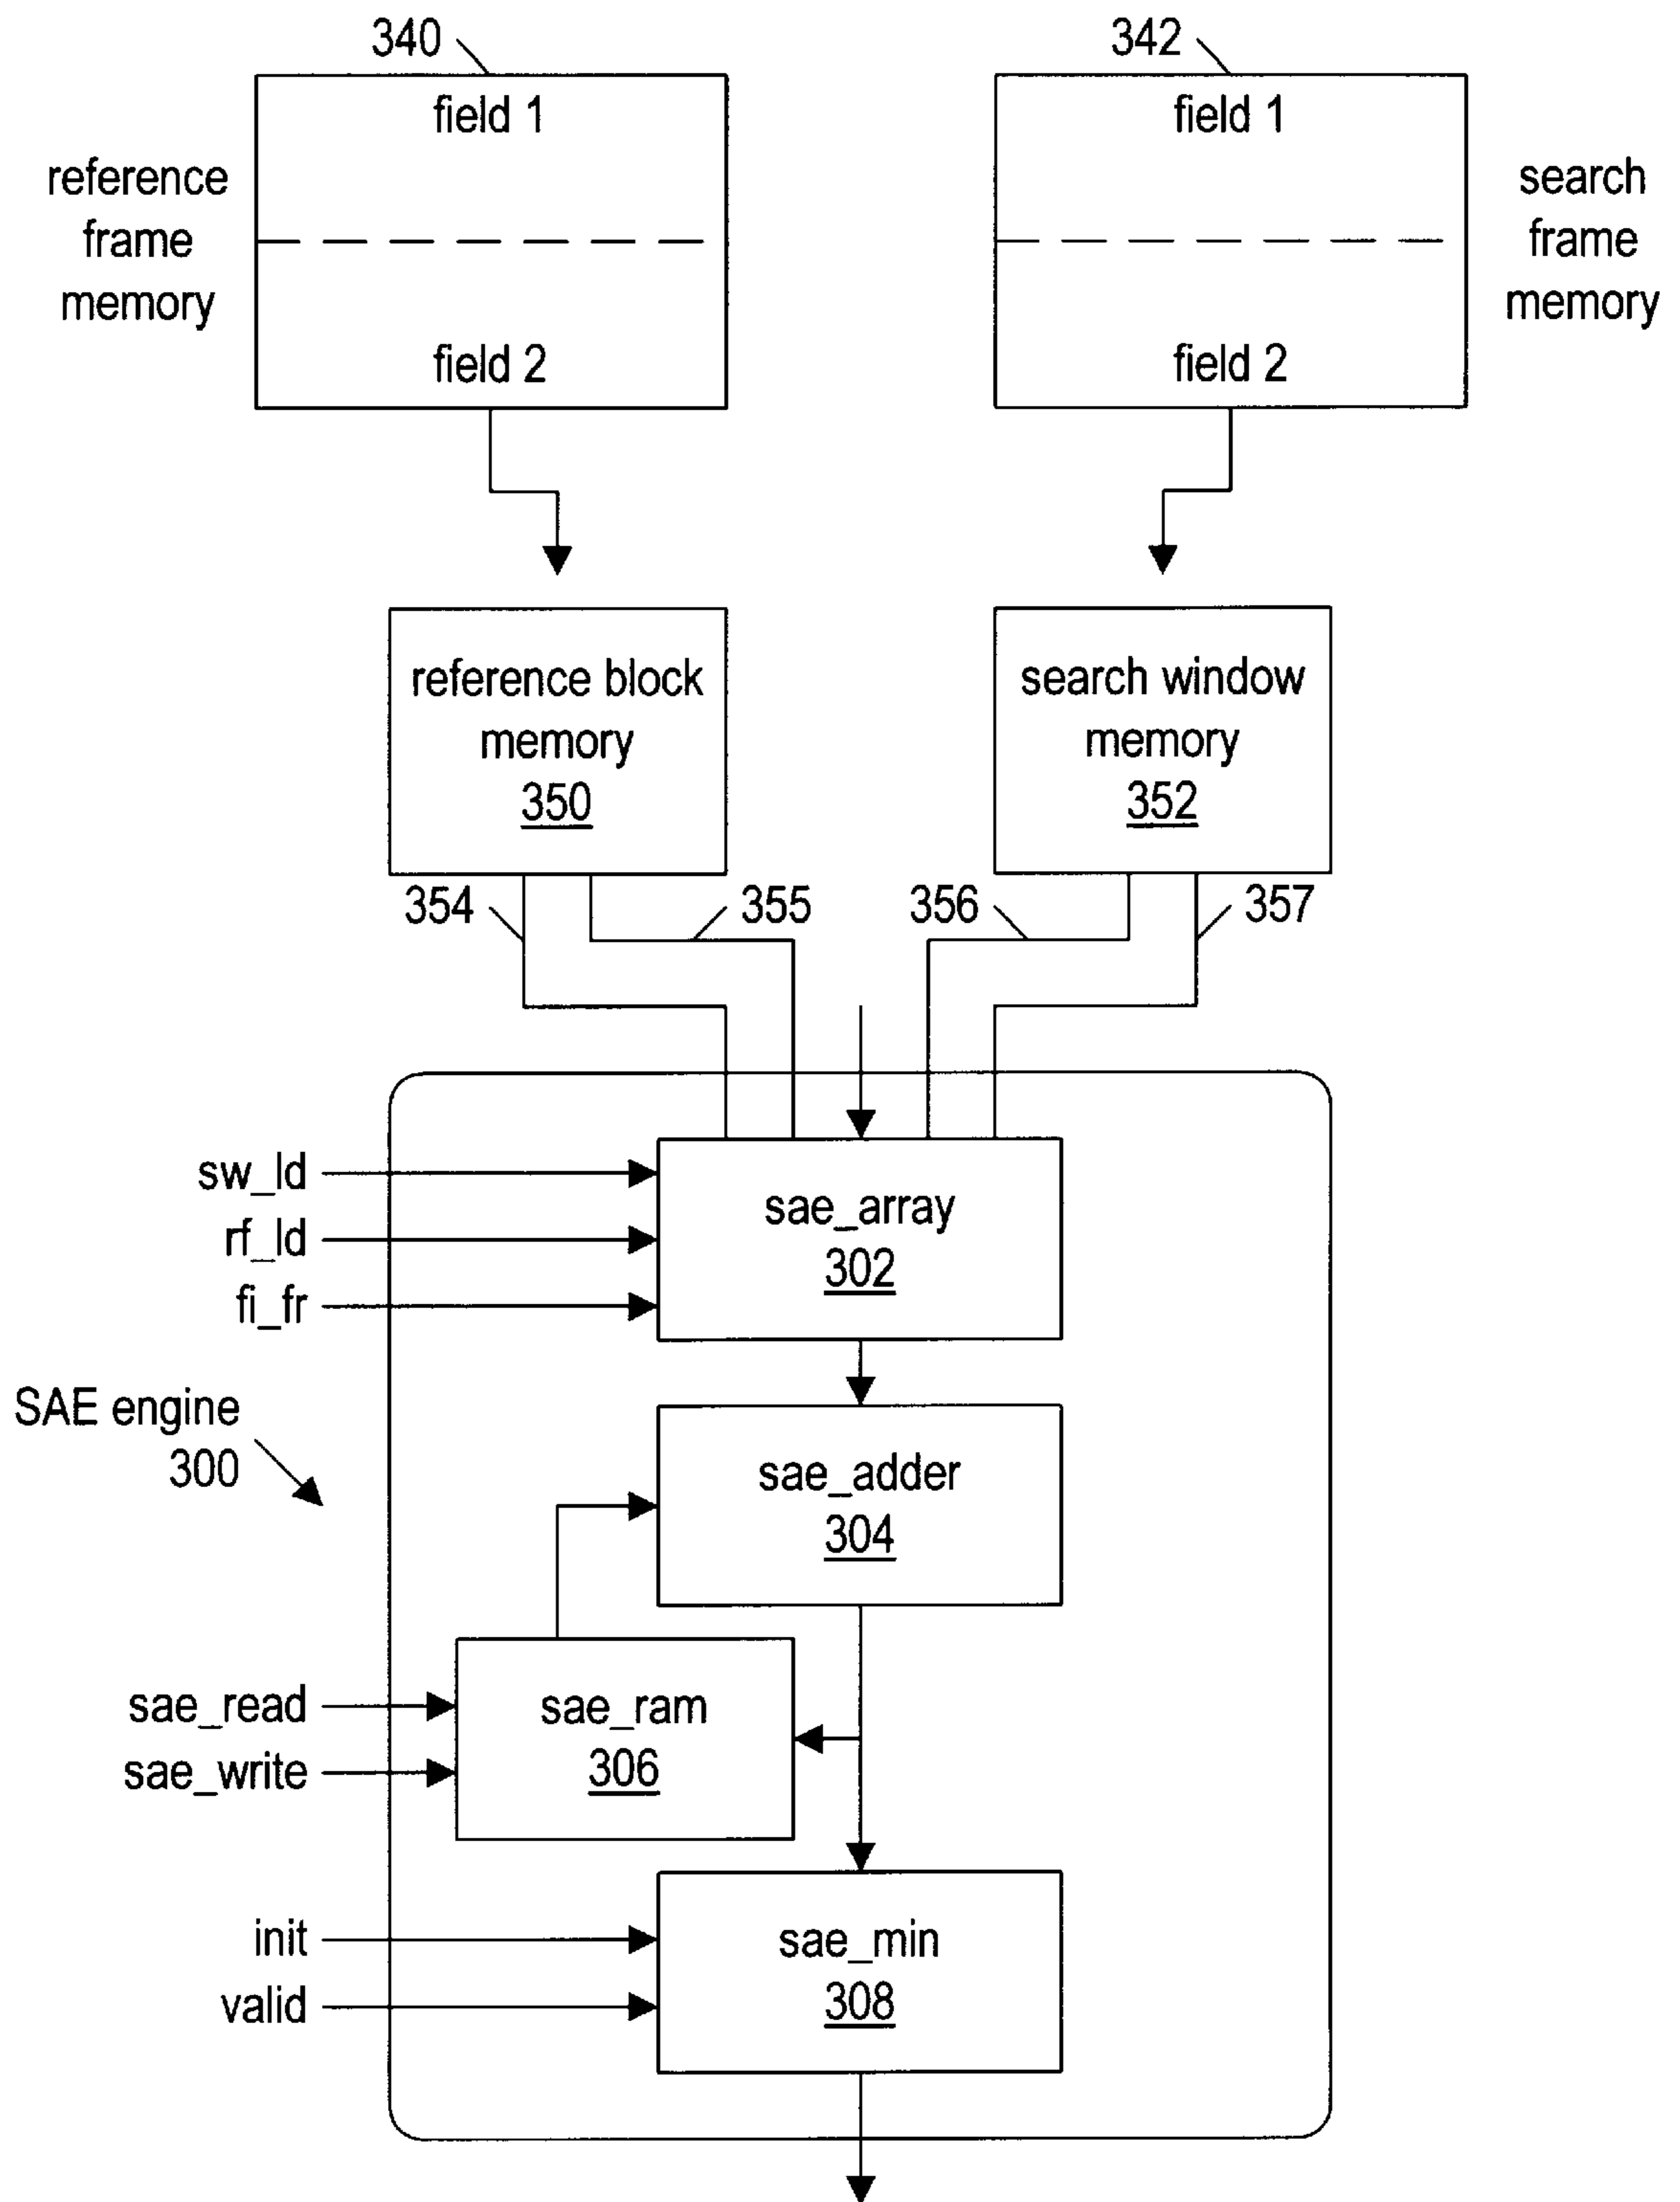 340
342
field 1
field 1
reference
frame
memory
search
frame
memory
field 2
field 2
reference block
memory
350
search window
memory
352
354
355
356
357
sw_ld
rf_ld
fi_fr
sae_array
302
SAE engine
300
sae_adder
304
sae_read
sae_write
sae_ram
306
init
valid
sae_min
308